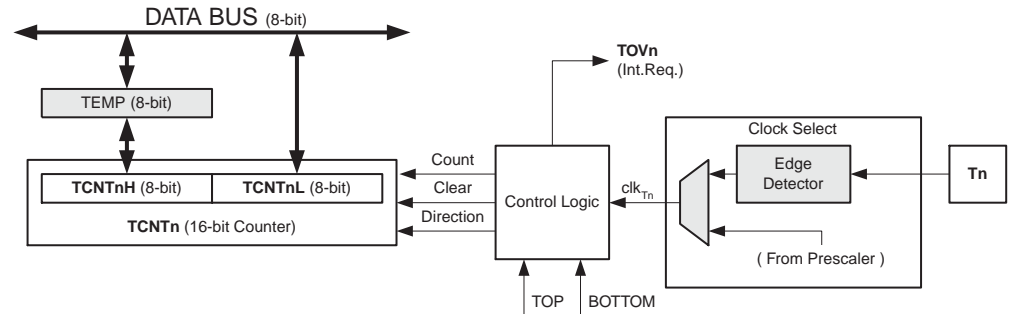 DATA BUS (8-bit)
TOVn
(Int.Req.)
TEMP (8-bit)
Clock Select
Count
Edge
Detector
Tn
TCNTnH (8-bit)
TCNTnL (8-bit)
Clear
Control Logic
clkTn
TCNTn (16-bit Counter)
Direction
( From Prescaler )
TOP
BOTTOM